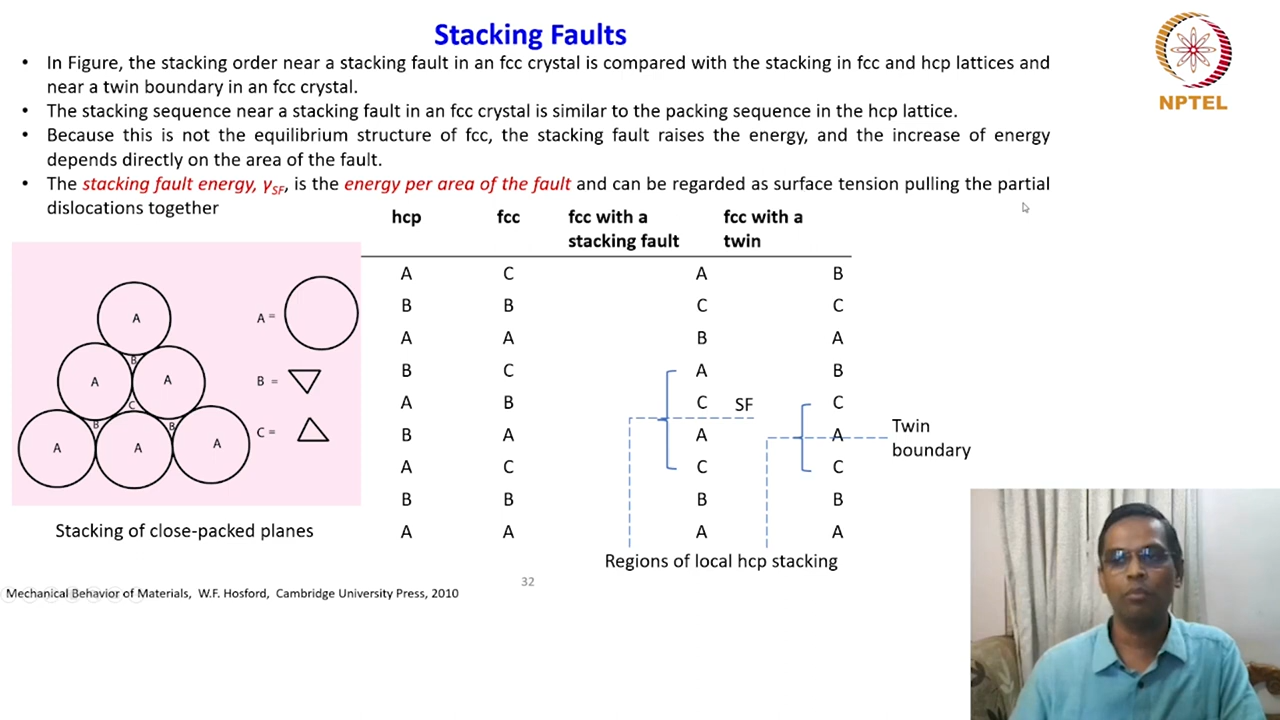 Stacking Faults
NPTEL
• In Figure, the stacking order near a stacking fault in an fcc crystal is compared with the stacking in fcc and hcp lattices and
near a twin boundary in an fcc crystal.
• The stacking sequence near a stacking fault in an fcc crystal is similar to the packing sequence in the hcp lattice.
• Because this is not the equilibrium structure of fcc, the stacking fault raises the energy, and the increase of energy
depends directly on the area of the fault.
• The stacking fault energy, γSF, is the energy per area of the fault and can be regarded as surface tension pulling the partial
dislocations together
A
B
A A
C
B B
A A A
A =
B =
C =
Stacking of close-packed planes
hcp fcc fcc with a fcc with a
stacking fault twin
A C A B
B B C C
A A B A
B C A B
A B C SF C
B A A A
Twin
boundary
A C C C
B B B B
A A A A
Regions of local hcp stacking
32
Mechanical Behavior of Materials, W.F. Hosford, Cambridge University Press, 2010